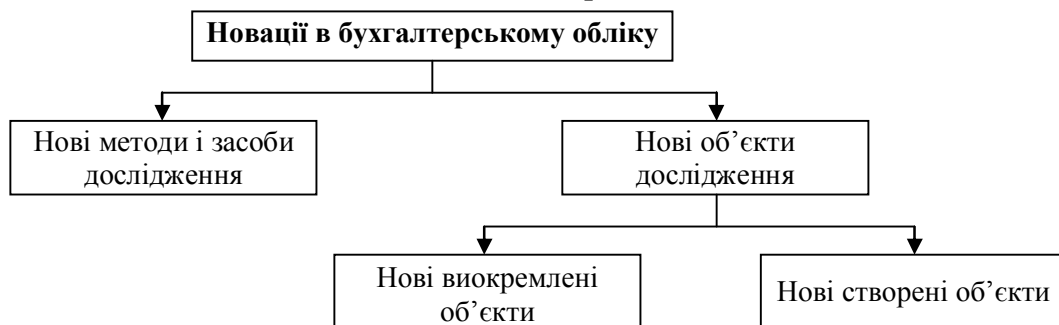 Новації в бухгалтерському обліку
Нові методи і засоби
дослідження
Нові об’єкти
дослідження
Нові виокремлені
об’єкти
Нові створені об’єкти